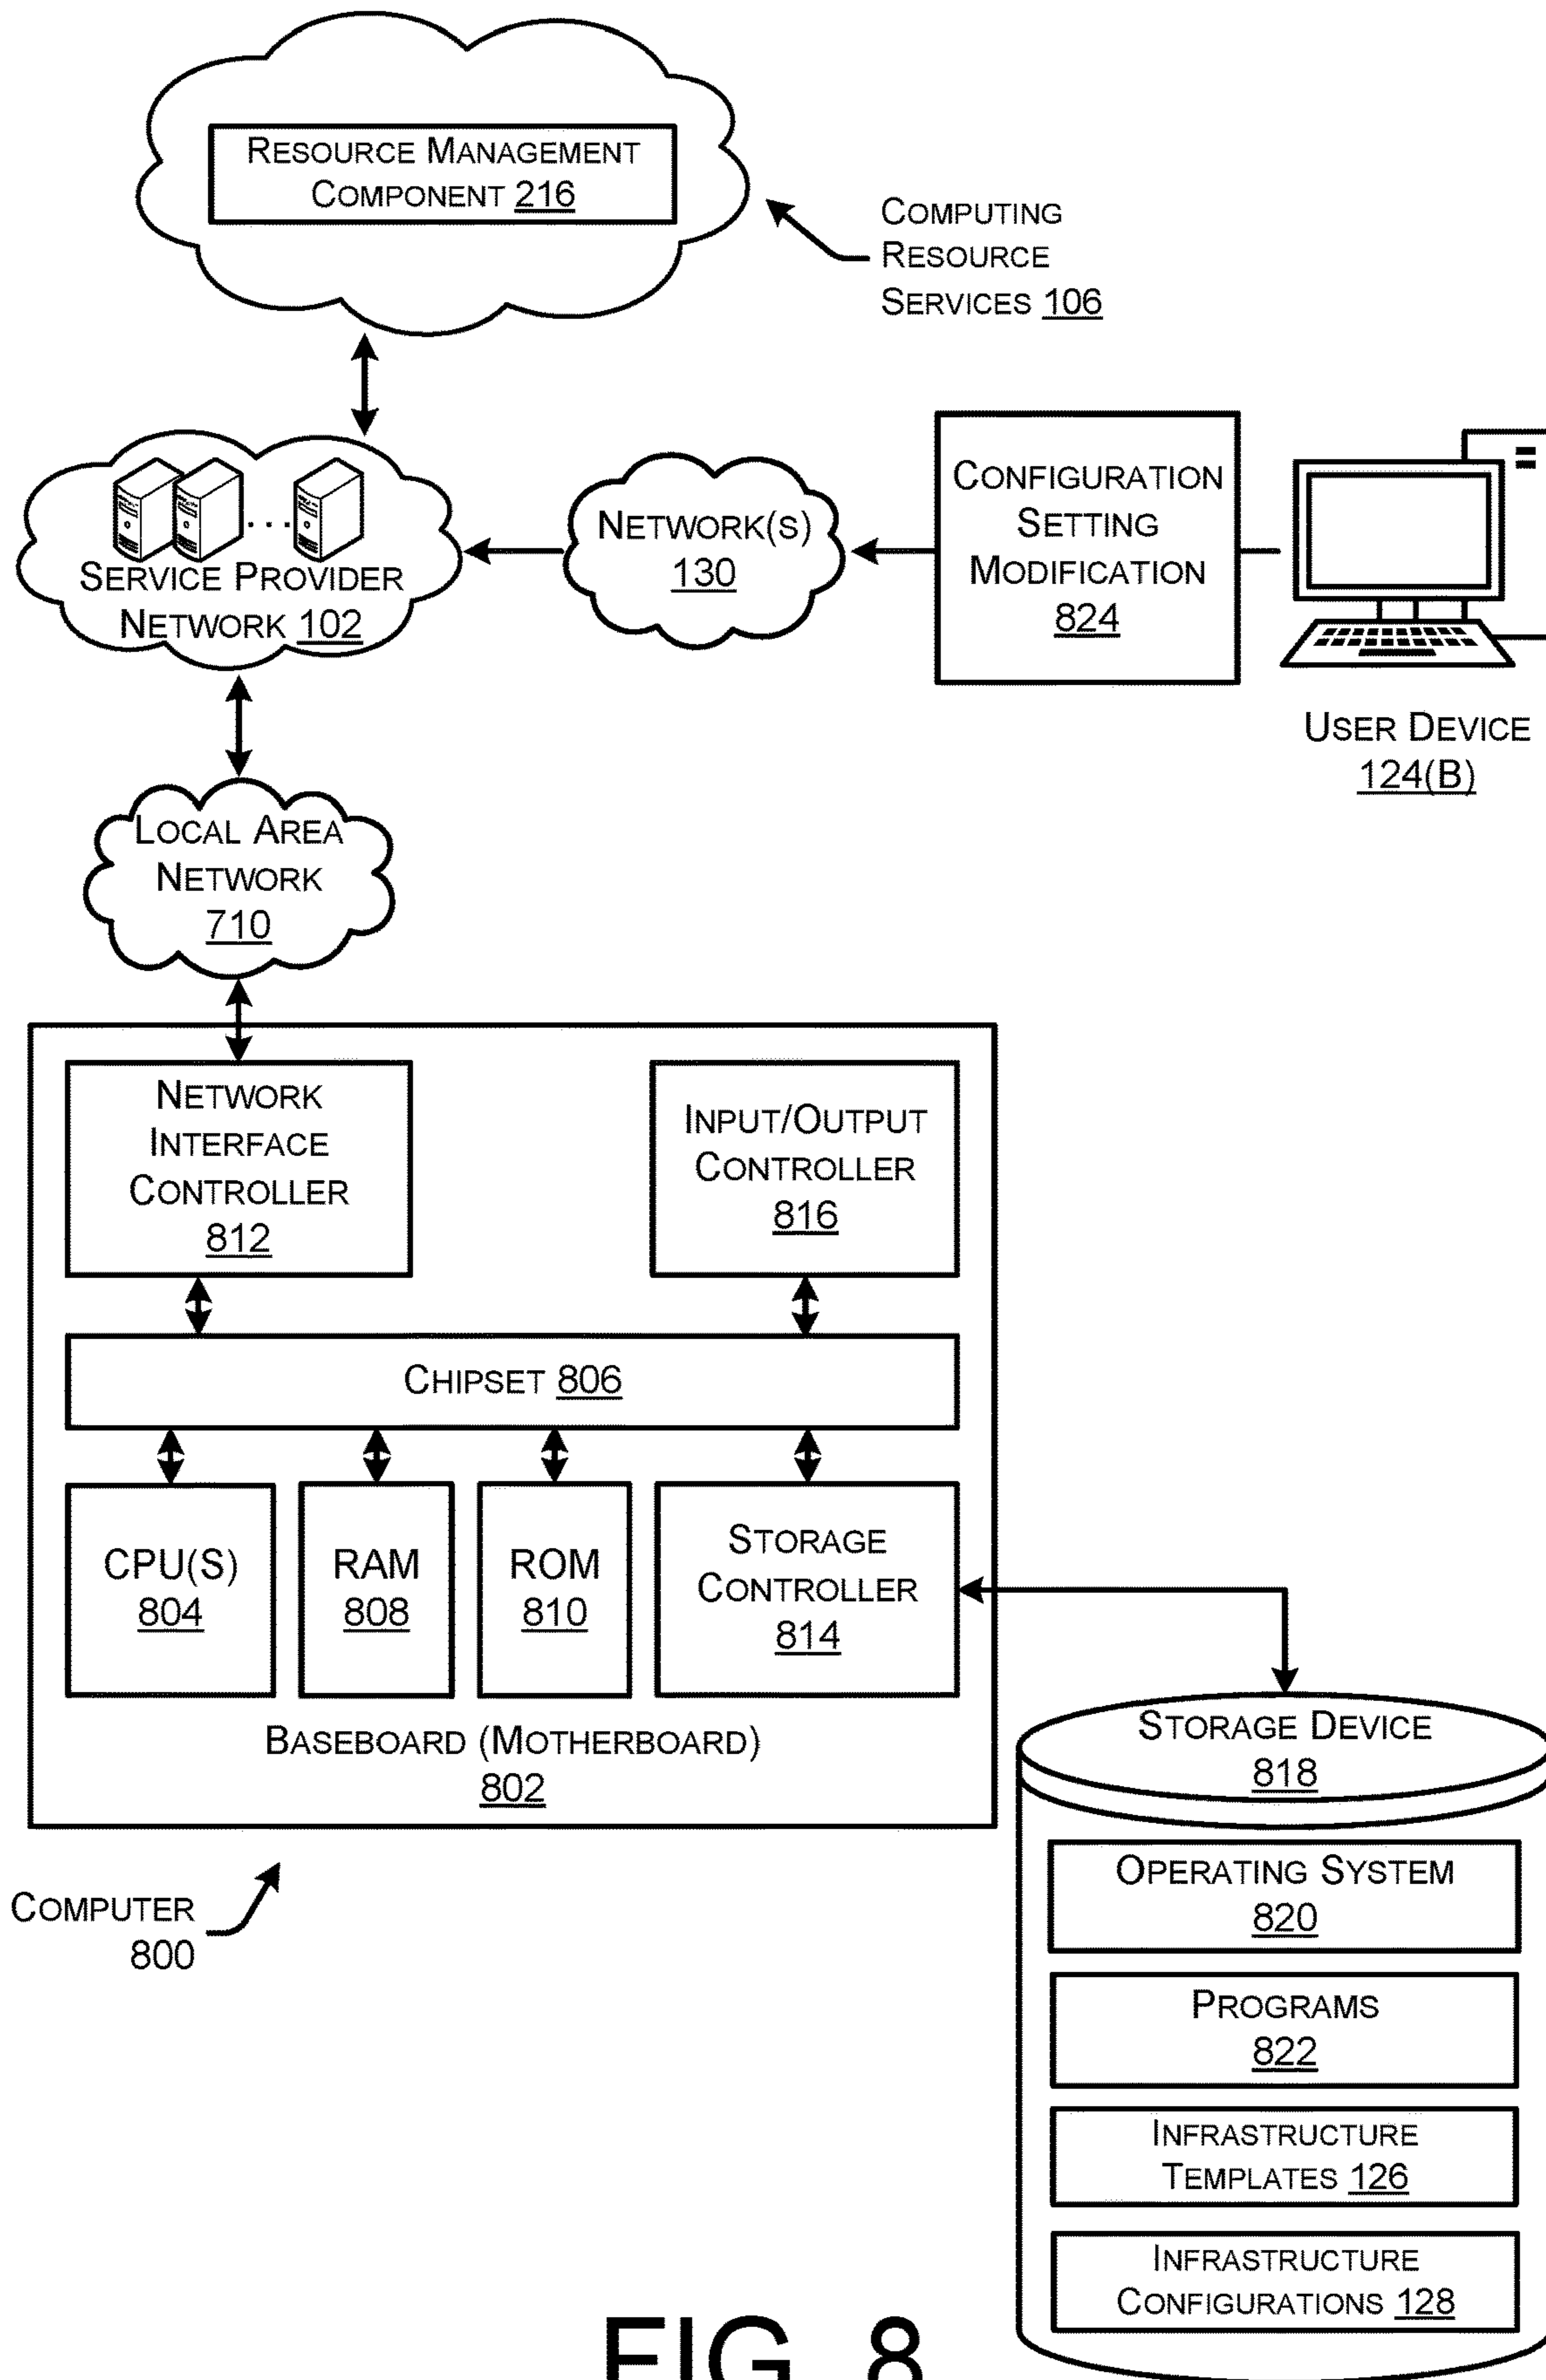 RESOURCE MANAGEMENT
COMPONENT 216
COMPUTING
RESOURCE
SERVICES 106
SERVICE PROVIDER
NETWORK 102
NETWORK(S)
130
CONFIGURATION
SETTING
MODIFICATION
824
USER DEVICE
124(B)
LOCAL AREA
NETWORK
710
NETWORK
INTERFACE
CONTROLLER
812
INPUT/OUTPUT
CONTROLLER
816
CHIPSET 806
CPU(S)
804
RAM
808
ROM
810
STORAGE
CONTROLLER
814
BASEBOARD (MOTHERBOARD)
802
COMPUTER
800
STORAGE DEVICE
818
OPERATING SYSTEM
820
PROGRAMS
822
INFRASTRUCTURE
TEMPLATES 126
INFRASTRUCTURE
CONFIGURATIONS 128
FIG. 8